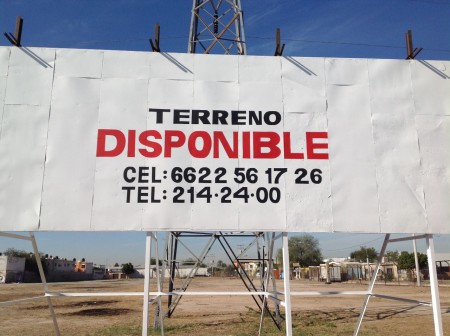 TERRENO
DISPONIBLE
CEL: 6622 56 17 26
TEL: 214-24-00